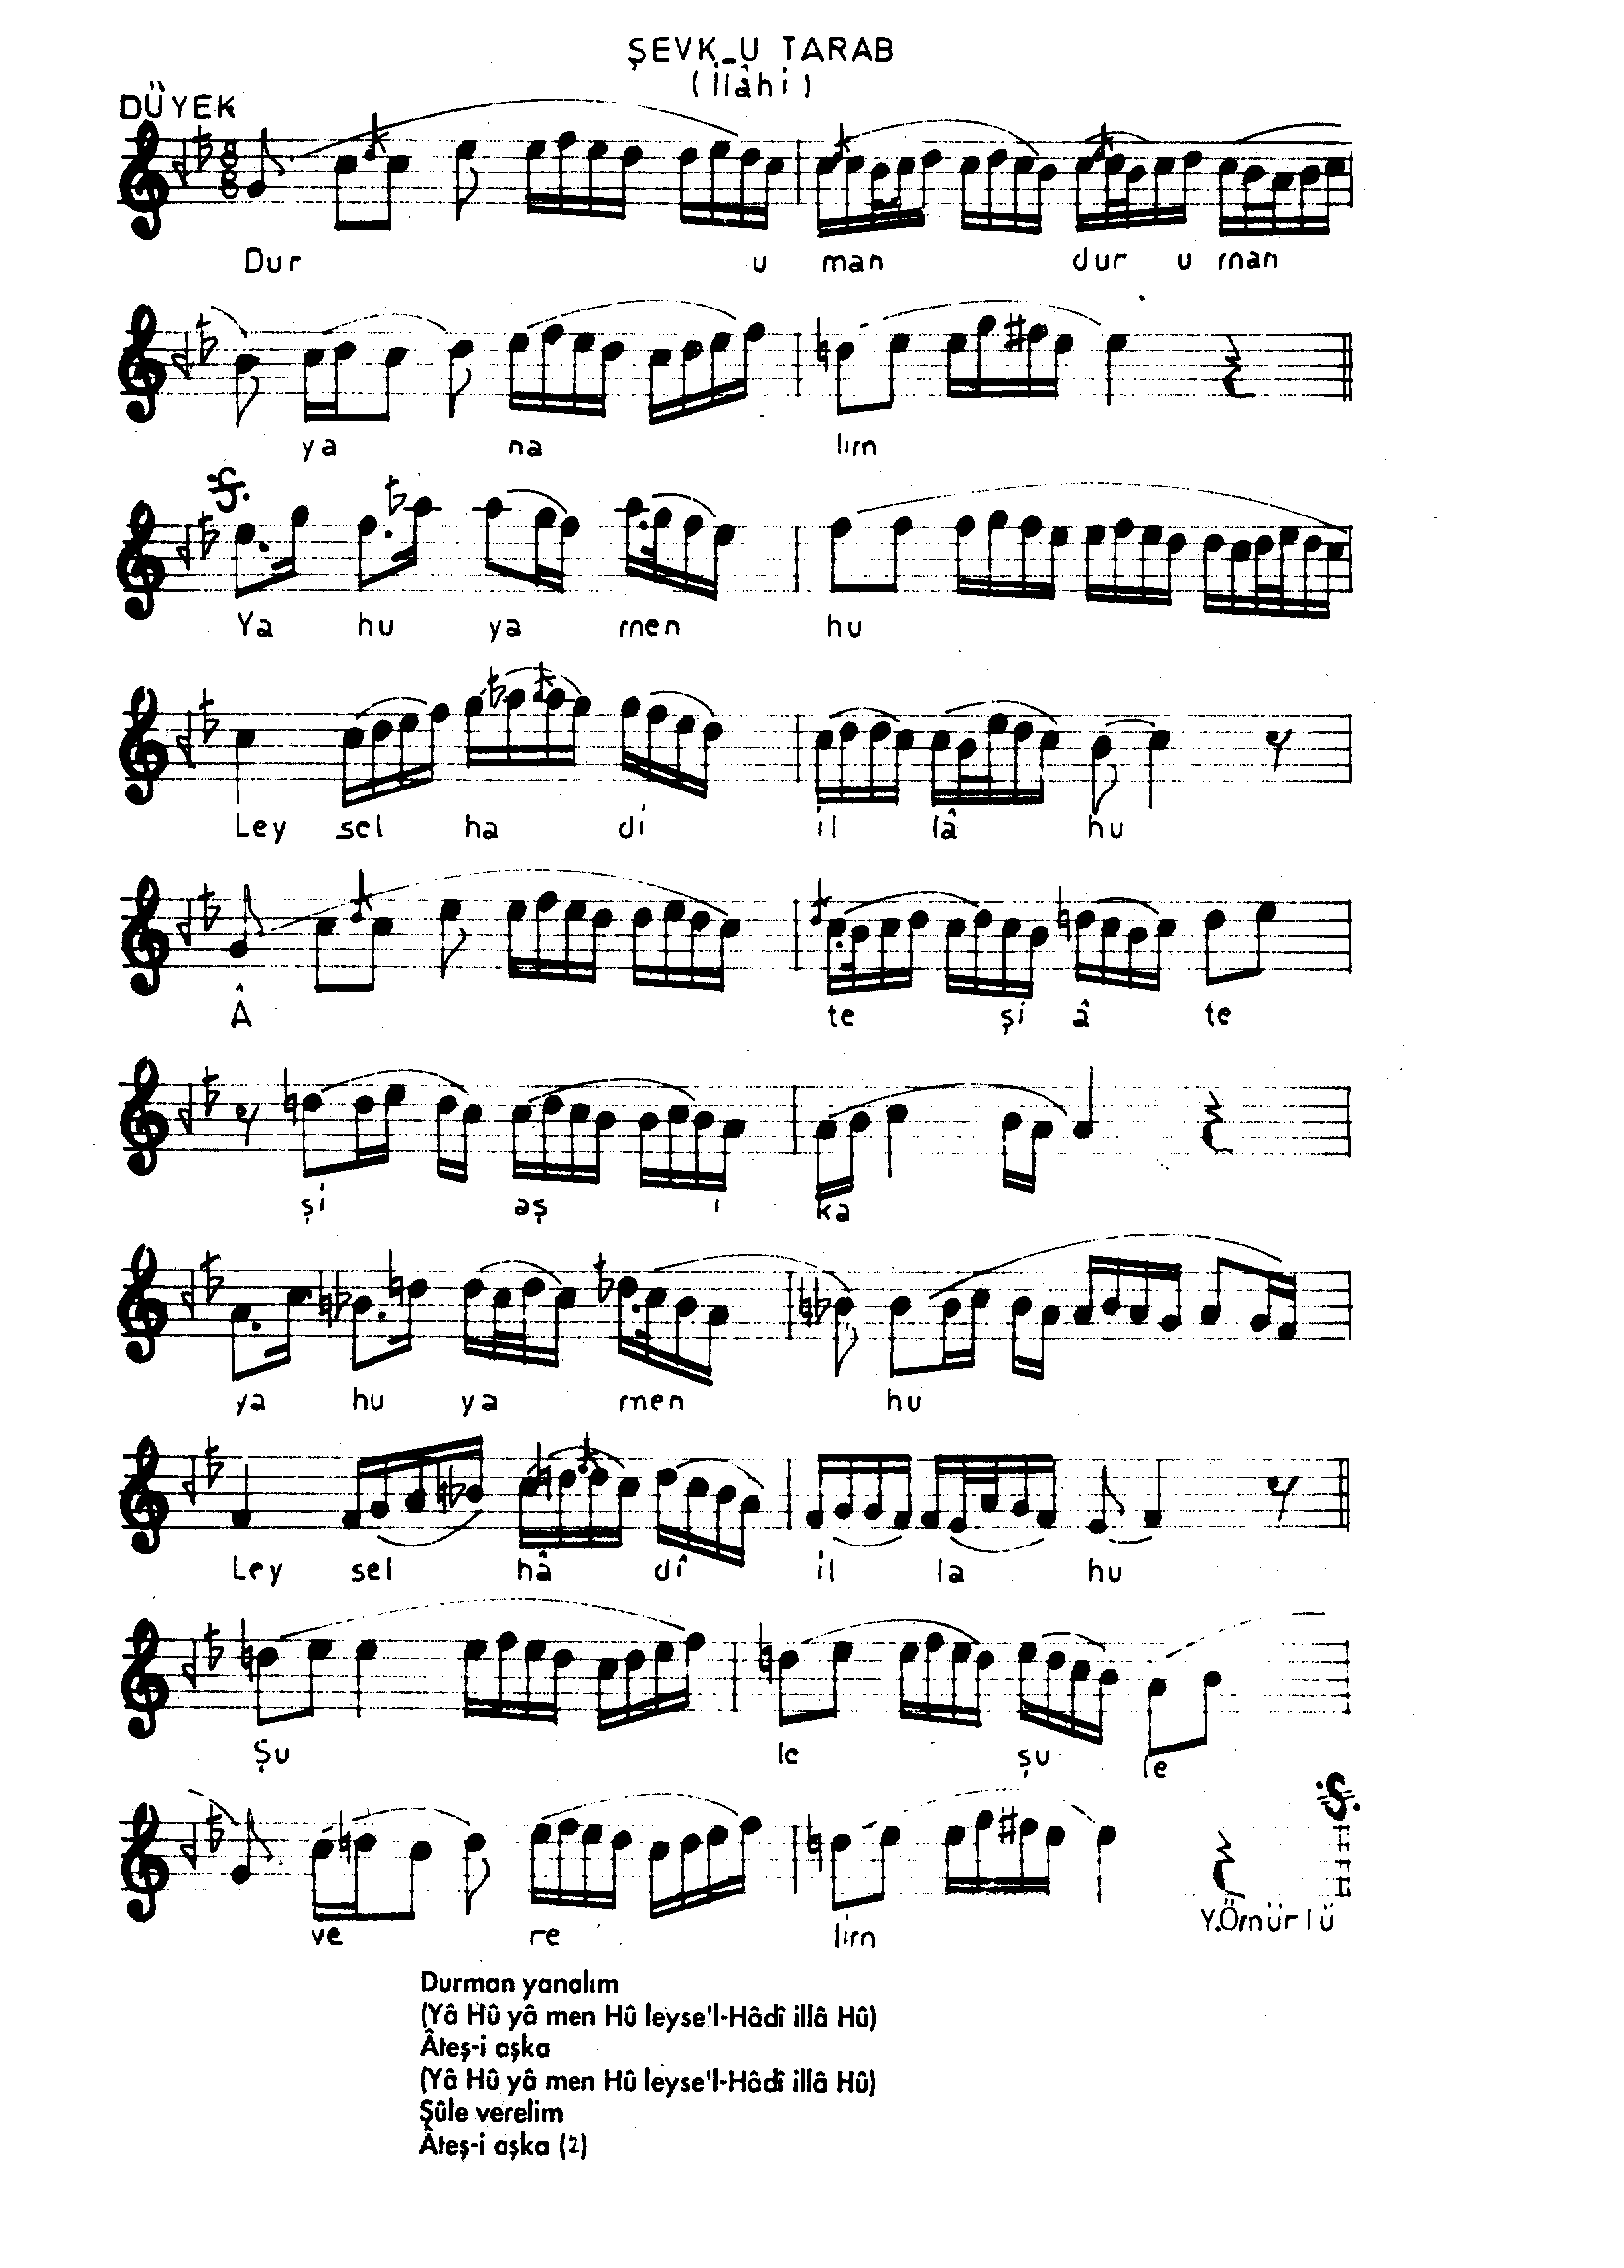 ŞEVK_U TARAB
(İlâhi)
DÜYEK
8
8
Dur u man dur u man
ya na lım
Ya hu ya men hu
Ley sel ha di il lâ hu
Â te şi â te
şi aş ı ka
ya hu ya men hu
Ley sel hâ dî il la hu
Şu le şu le
ve re lim
Y.Ömürlü
Durman yanalım
(Yâ Hû yâ men Hû leyse'l-Hâdî illâ Hû)
Âteş-i aşka
(Yâ Hû yâ men Hû leyse'l-Hâdî illâ Hû)
Şûle verelim
Âteş-i aşka (2)